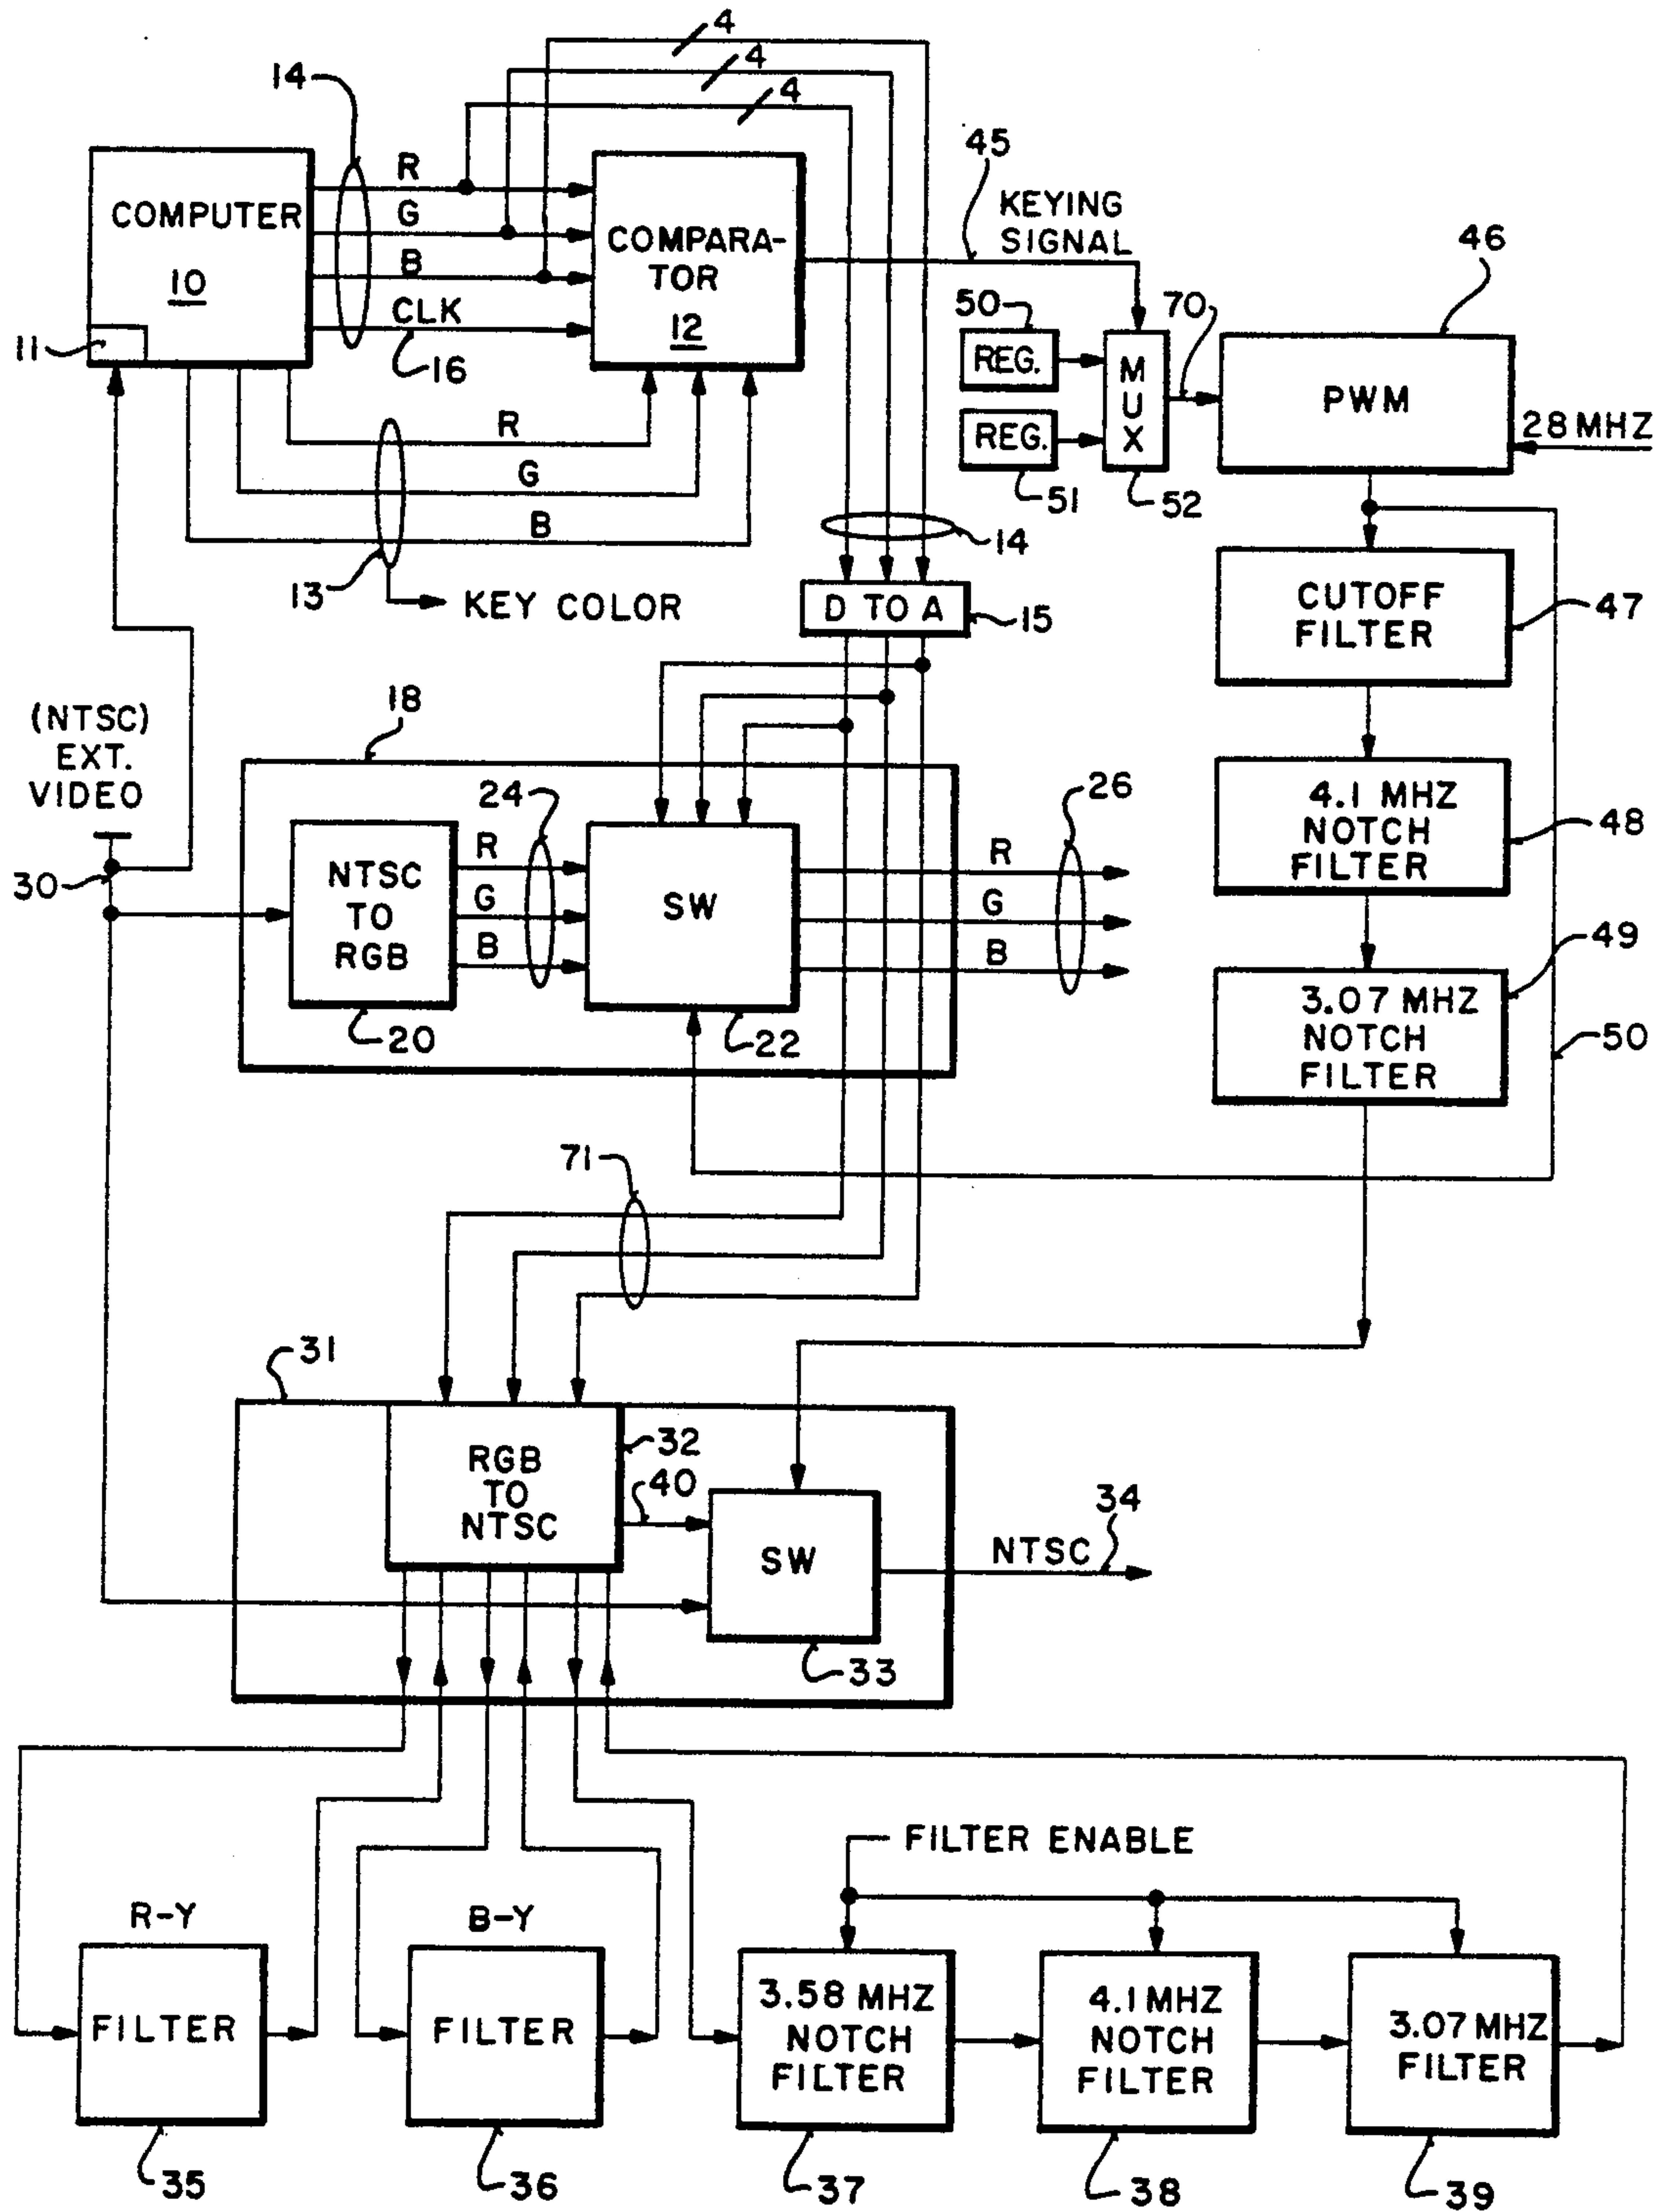 4
4
4
14
45
COMPUTER
10
11
R
G
B
CLK
16
COMPARA-
TOR
12
KEYING
SIGNAL
46
50
REG.
REG.
51
MUX
52
70
PWM
28 MHZ
R
G
B
13
KEY COLOR
14
D TO A
15
CUTOFF
FILTER
47
(NTSC)
EXT.
VIDEO
30
18
24
26
NTSC
TO
RGB
20
R
G
B
SW
22
R
G
B
4.1 MHZ
NOTCH
FILTER
48
3.07 MHZ
NOTCH
FILTER
49
50
71
31
RGB
TO
NTSC
32
40
SW
33
NTSC
34
FILTER ENABLE
R-Y
FILTER
35
B-Y
FILTER
36
3.58 MHZ
NOTCH
FILTER
37
4.1 MHZ
NOTCH
FILTER
38
3.07 MHZ
FILTER
39